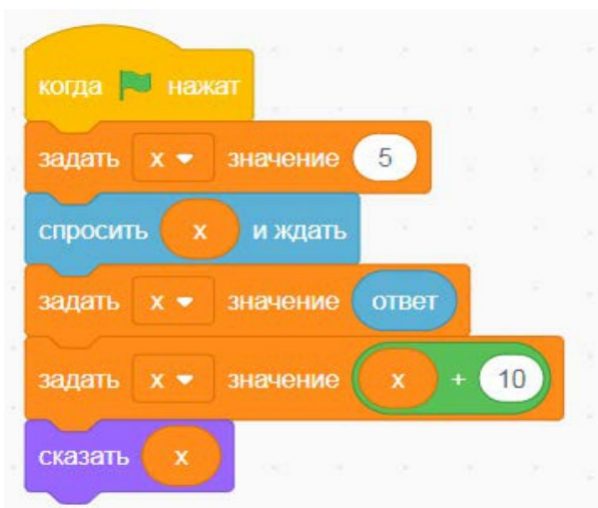 когда нажат
задать x значение 5
спросить x и ждать
задать x значение ответ
задать x значение x + 10
сказать x